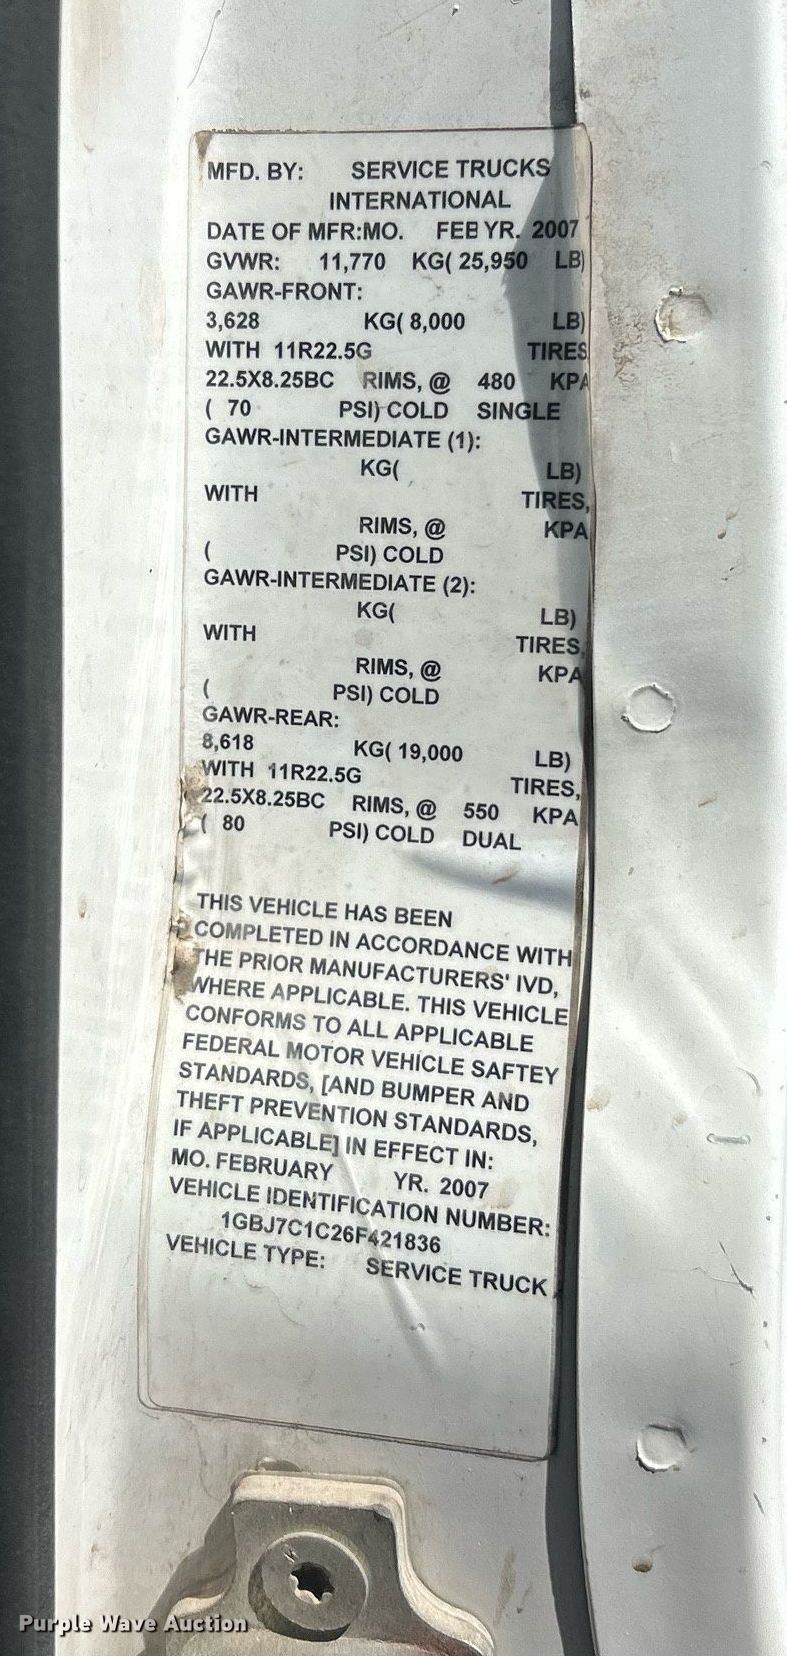 MFD. BY: SERVICE TRUCKS
INTERNATIONAL
DATE OF MFR:MO. FEB YR. 2007
GVWR: 11,770 KG( 25,950 LB)
GAWR-FRONT:
3,628 KG( 8,000 LB)
WITH 11R22.5G TIRES
22.5X8.25BC RIMS, @ 480 KPA
( 70 PSI) COLD SINGLE
GAWR-INTERMEDIATE (1):
KG( LB)
WITH TIRES,
RIMS, @ KPA
( PSI) COLD
GAWR-INTERMEDIATE (2):
KG( LB)
WITH TIRES,
RIMS, @ KPA
( PSI) COLD
GAWR-REAR:
8,618 KG( 19,000 LB)
WITH 11R22.5G TIRES,
22.5X8.25BC RIMS, @ 550 KPA
( 80 PSI) COLD DUAL
THIS VEHICLE HAS BEEN
COMPLETED IN ACCORDANCE WITH
THE PRIOR MANUFACTURERS' IVD,
WHERE APPLICABLE. THIS VEHICLE
CONFORMS TO ALL APPLICABLE
FEDERAL MOTOR VEHICLE SAFTEY
STANDARDS, [AND BUMPER AND
THEFT PREVENTION STANDARDS,
IF APPLICABLE] IN EFFECT IN:
MO. FEBRUARY YR. 2007
VEHICLE IDENTIFICATION NUMBER:
1GBJ7C1C26F421836
VEHICLE TYPE: SERVICE TRUCK
Purple Wave Auction